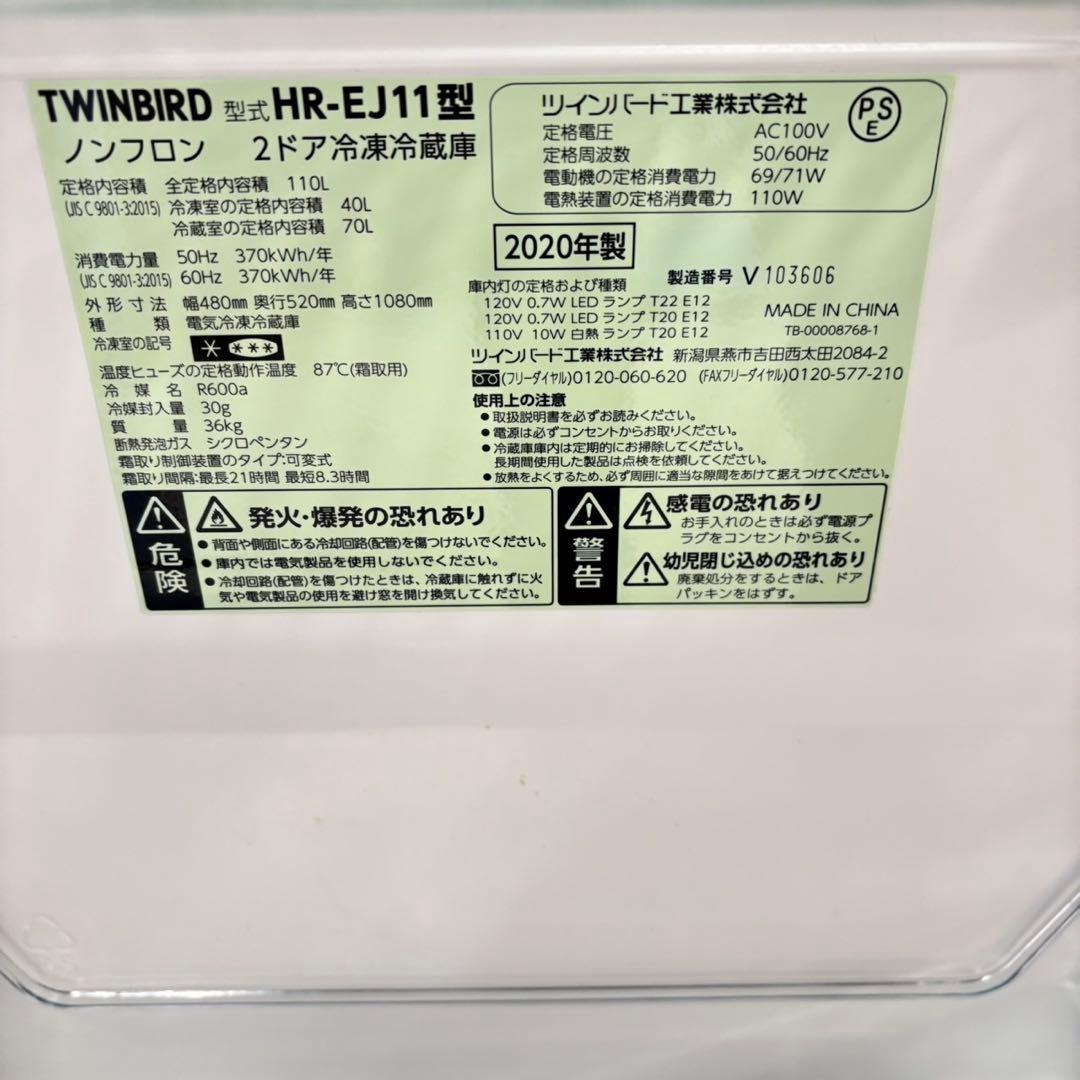 TWINBIRD 型式 HR-EJ11型
ノンフロン 2ドア冷凍冷蔵庫
定格内容積 全定格内容積 110L
(JIS C 9801-3:2015) 冷凍室の定格内容積 40L
冷蔵室の定格内容積 70L
消費電力量 50Hz 370kWh/年
(JIS C 9801-3:2015) 60Hz 370kWh/年
外形寸法 幅480mm 奥行520mm 高さ1080mm
種類 電気冷凍冷蔵庫
冷凍室の記号 * ***
温度ヒューズの定格動作温度 87℃(霜取用)
冷媒名 R600a
冷媒封入量 30g
質量 36kg
断熱発泡ガス シクロペンタン
霜取り制御装置のタイプ:可変式
霜取り間隔:最長21時間 最短8.3時間
ツインバード工業株式会社
PS
E
定格電圧 AC100V
定格周波数 50/60Hz
電動機の定格消費電力 69/71W
電熱装置の定格消費電力 110W
2020年製
製造番号 V 103606
庫内灯の定格および種類
120V 0.7W LED ランプ T22 E12
120V 0.7W LED ランプ T20 E12
110V 10W 白熱 ランプ T20 E12
MADE IN CHINA
TB-00008768-1
ツインバード工業株式会社 新潟県燕市吉田西太田2084-2
(フリーダイヤル)0120-060-620 (FAXフリーダイヤル)0120-577-210
使用上の注意
●取扱説明書を必ずお読みください。
●電源は必ずコンセントからお取りください。
●冷蔵庫庫内は定期的にお掃除してください。
長期間使用した製品は点検を依頼してください。
●放熱をよくするため、必ず周囲に適当な隙間をあけて据えつけてください。
危険
発火・爆発の恐れあり
●背面や側面にある冷却回路(配管)を傷つけないでください。
●庫内では電気製品を使用しないでください。
●冷却回路(配管)を傷つけたときは、冷蔵庫に触れずに火
気や電気製品の使用を避け窓を開け換気してください。
警告
感電の恐れあり
お手入れのときは必ず電源プ
ラグをコンセントから抜く。
幼児閉じ込めの恐れあり
廃棄処分をするときは、ドア
パッキンをはずす。